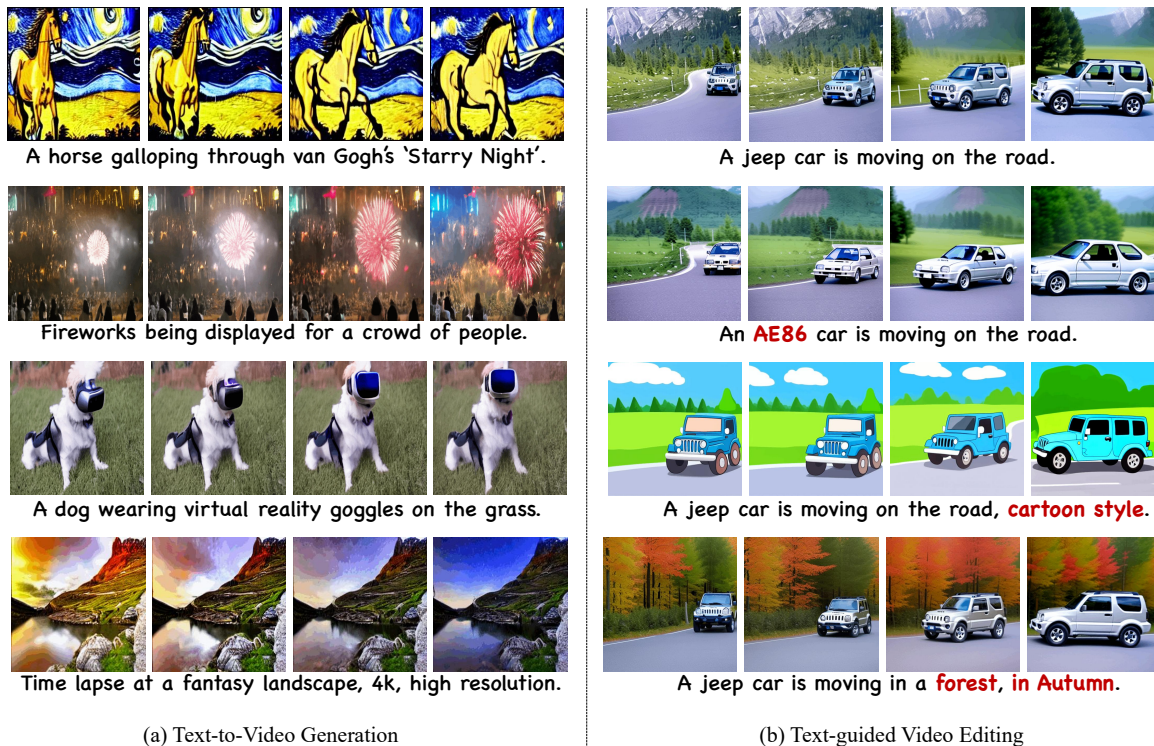 A horse galloping through van Gogh's ‘Starry Night’.
Fireworks being displayed for a crowd of people.
A dog wearing virtual reality goggles on the grass.
Time lapse at a fantasy landscape, 4k, high resolution.
(a) Text-to-Video Generation
A jeep car is moving on the road.
An AE86 car is moving on the road.
A jeep car is moving on the road, cartoon style.
A jeep car is moving in a forest, in Autumn.
(b) Text-guided Video Editing